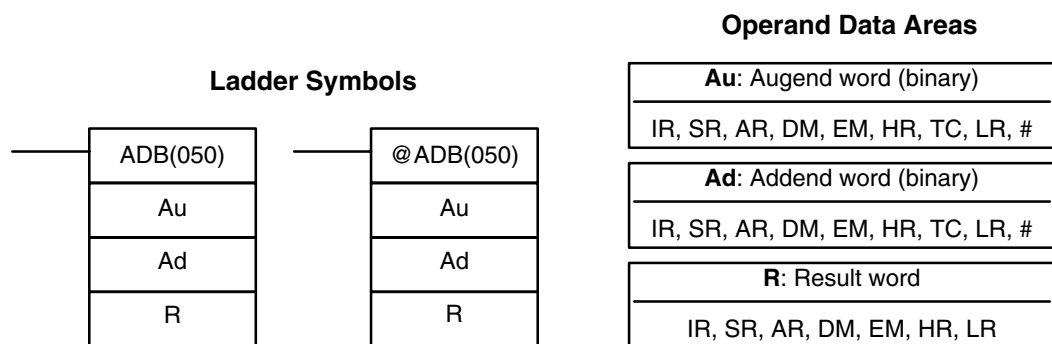 Operand Data Areas
Ladder Symbols
ADB(050)
Au
Ad
R
@ADB(050)
Au
Ad
R
Au: Augend word (binary)
IR, SR, AR, DM, EM, HR, TC, LR, #
Ad: Addend word (binary)
IR, SR, AR, DM, EM, HR, TC, LR, #
R: Result word
IR, SR, AR, DM, EM, HR, LR